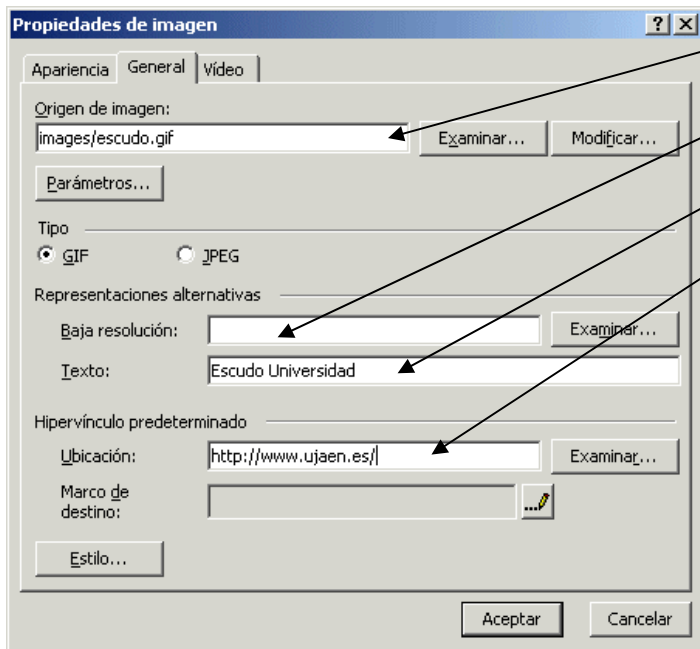 Propiedades de imagen
Apariencia General Vídeo
Origen de imagen:
images/escudo.gif Examinar... Modificar...
Parámetros...
Tipo
GIF JPEG
Representaciones alternativas
Baja resolución: Examinar...
Texto: Escudo Universidad
Hipervínculo predeterminado
Ubicación: http://www.ujaen.es/ Examinar...
Marco de
destino: ...
Estilo...
Aceptar Cancelar